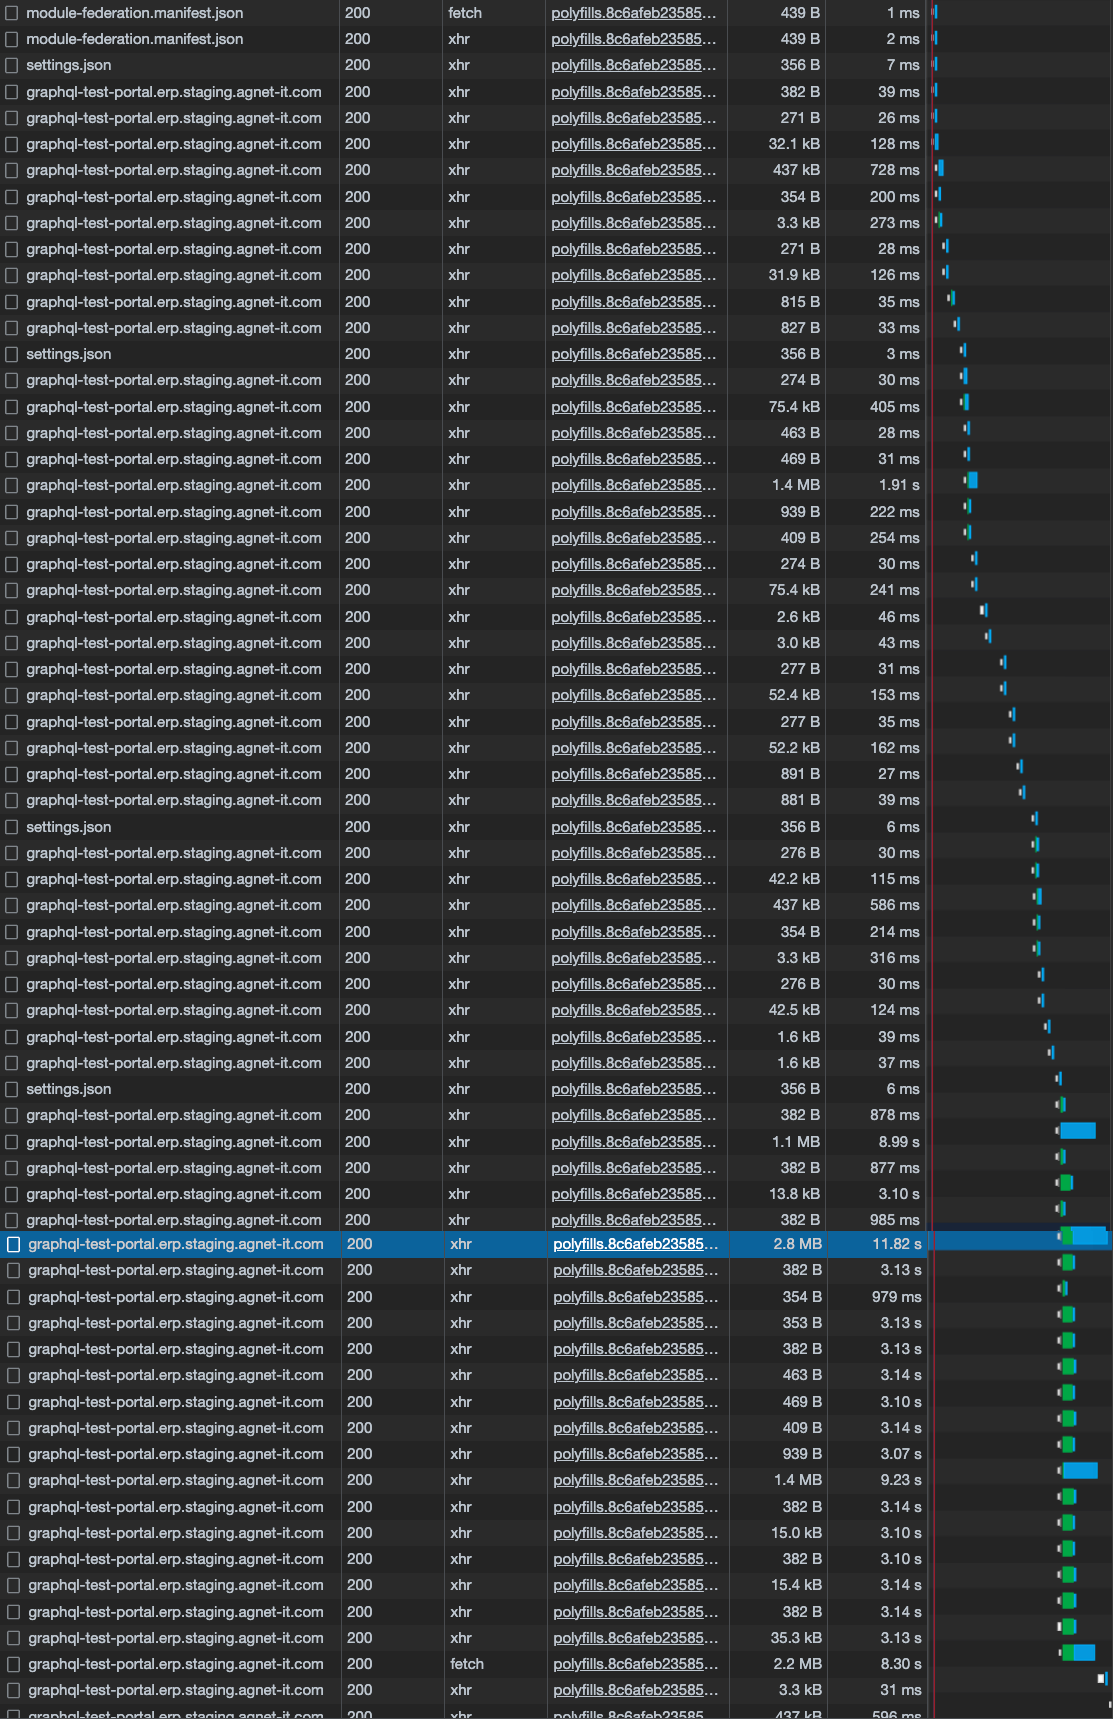 module-federation.manifest.json 200 fetch polyfills.8c6afeb23585... 439 B 1 ms
module-federation.manifest.json 200 xhr polyfills.8c6afeb23585... 439 B 2 ms
settings.json 200 xhr polyfills.8c6afeb23585... 356 B 7 ms
graphql-test-portal.erp.staging.agnet-it.com 200 xhr polyfills.8c6afeb23585... 382 B 39 ms
graphql-test-portal.erp.staging.agnet-it.com 200 xhr polyfills.8c6afeb23585... 271 B 26 ms
graphql-test-portal.erp.staging.agnet-it.com 200 xhr polyfills.8c6afeb23585... 32.1 kB 128 ms
graphql-test-portal.erp.staging.agnet-it.com 200 xhr polyfills.8c6afeb23585... 437 kB 728 ms
graphql-test-portal.erp.staging.agnet-it.com 200 xhr polyfills.8c6afeb23585... 354 B 200 ms
graphql-test-portal.erp.staging.agnet-it.com 200 xhr polyfills.8c6afeb23585... 3.3 kB 273 ms
graphql-test-portal.erp.staging.agnet-it.com 200 xhr polyfills.8c6afeb23585... 271 B 28 ms
graphql-test-portal.erp.staging.agnet-it.com 200 xhr polyfills.8c6afeb23585... 31.9 kB 126 ms
graphql-test-portal.erp.staging.agnet-it.com 200 xhr polyfills.8c6afeb23585... 815 B 35 ms
graphql-test-portal.erp.staging.agnet-it.com 200 xhr polyfills.8c6afeb23585... 827 B 33 ms
settings.json 200 xhr polyfills.8c6afeb23585... 356 B 3 ms
graphql-test-portal.erp.staging.agnet-it.com 200 xhr polyfills.8c6afeb23585... 274 B 30 ms
graphql-test-portal.erp.staging.agnet-it.com 200 xhr polyfills.8c6afeb23585... 75.4 kB 405 ms
graphql-test-portal.erp.staging.agnet-it.com 200 xhr polyfills.8c6afeb23585... 463 B 28 ms
graphql-test-portal.erp.staging.agnet-it.com 200 xhr polyfills.8c6afeb23585... 469 B 31 ms
graphql-test-portal.erp.staging.agnet-it.com 200 xhr polyfills.8c6afeb23585... 1.4 MB 1.91 s
graphql-test-portal.erp.staging.agnet-it.com 200 xhr polyfills.8c6afeb23585... 939 B 222 ms
graphql-test-portal.erp.staging.agnet-it.com 200 xhr polyfills.8c6afeb23585... 409 B 254 ms
graphql-test-portal.erp.staging.agnet-it.com 200 xhr polyfills.8c6afeb23585... 274 B 30 ms
graphql-test-portal.erp.staging.agnet-it.com 200 xhr polyfills.8c6afeb23585... 75.4 kB 241 ms
graphql-test-portal.erp.staging.agnet-it.com 200 xhr polyfills.8c6afeb23585... 2.6 kB 46 ms
graphql-test-portal.erp.staging.agnet-it.com 200 xhr polyfills.8c6afeb23585... 3.0 kB 43 ms
graphql-test-portal.erp.staging.agnet-it.com 200 xhr polyfills.8c6afeb23585... 277 B 31 ms
graphql-test-portal.erp.staging.agnet-it.com 200 xhr polyfills.8c6afeb23585... 52.4 kB 153 ms
graphql-test-portal.erp.staging.agnet-it.com 200 xhr polyfills.8c6afeb23585... 277 B 35 ms
graphql-test-portal.erp.staging.agnet-it.com 200 xhr polyfills.8c6afeb23585... 52.2 kB 162 ms
graphql-test-portal.erp.staging.agnet-it.com 200 xhr polyfills.8c6afeb23585... 891 B 27 ms
graphql-test-portal.erp.staging.agnet-it.com 200 xhr polyfills.8c6afeb23585... 881 B 39 ms
settings.json 200 xhr polyfills.8c6afeb23585... 356 B 6 ms
graphql-test-portal.erp.staging.agnet-it.com 200 xhr polyfills.8c6afeb23585... 276 B 30 ms
graphql-test-portal.erp.staging.agnet-it.com 200 xhr polyfills.8c6afeb23585... 42.2 kB 115 ms
graphql-test-portal.erp.staging.agnet-it.com 200 xhr polyfills.8c6afeb23585... 437 kB 586 ms
graphql-test-portal.erp.staging.agnet-it.com 200 xhr polyfills.8c6afeb23585... 354 B 214 ms
graphql-test-portal.erp.staging.agnet-it.com 200 xhr polyfills.8c6afeb23585... 3.3 kB 316 ms
graphql-test-portal.erp.staging.agnet-it.com 200 xhr polyfills.8c6afeb23585... 276 B 30 ms
graphql-test-portal.erp.staging.agnet-it.com 200 xhr polyfills.8c6afeb23585... 42.5 kB 124 ms
graphql-test-portal.erp.staging.agnet-it.com 200 xhr polyfills.8c6afeb23585... 1.6 kB 39 ms
graphql-test-portal.erp.staging.agnet-it.com 200 xhr polyfills.8c6afeb23585... 1.6 kB 37 ms
settings.json 200 xhr polyfills.8c6afeb23585... 356 B 6 ms
graphql-test-portal.erp.staging.agnet-it.com 200 xhr polyfills.8c6afeb23585... 382 B 878 ms
graphql-test-portal.erp.staging.agnet-it.com 200 xhr polyfills.8c6afeb23585... 1.1 MB 8.99 s
graphql-test-portal.erp.staging.agnet-it.com 200 xhr polyfills.8c6afeb23585... 382 B 877 ms
graphql-test-portal.erp.staging.agnet-it.com 200 xhr polyfills.8c6afeb23585... 13.8 kB 3.10 s
graphql-test-portal.erp.staging.agnet-it.com 200 xhr polyfills.8c6afeb23585... 382 B 985 ms
graphql-test-portal.erp.staging.agnet-it.com 200 xhr polyfills.8c6afeb23585... 2.8 MB 11.82 s
graphql-test-portal.erp.staging.agnet-it.com 200 xhr polyfills.8c6afeb23585... 382 B 3.13 s
graphql-test-portal.erp.staging.agnet-it.com 200 xhr polyfills.8c6afeb23585... 354 B 979 ms
graphql-test-portal.erp.staging.agnet-it.com 200 xhr polyfills.8c6afeb23585... 353 B 3.13 s
graphql-test-portal.erp.staging.agnet-it.com 200 xhr polyfills.8c6afeb23585... 382 B 3.13 s
graphql-test-portal.erp.staging.agnet-it.com 200 xhr polyfills.8c6afeb23585... 463 B 3.14 s
graphql-test-portal.erp.staging.agnet-it.com 200 xhr polyfills.8c6afeb23585... 469 B 3.10 s
graphql-test-portal.erp.staging.agnet-it.com 200 xhr polyfills.8c6afeb23585... 409 B 3.14 s
graphql-test-portal.erp.staging.agnet-it.com 200 xhr polyfills.8c6afeb23585... 939 B 3.07 s
graphql-test-portal.erp.staging.agnet-it.com 200 xhr polyfills.8c6afeb23585... 1.4 MB 9.23 s
graphql-test-portal.erp.staging.agnet-it.com 200 xhr polyfills.8c6afeb23585... 382 B 3.14 s
graphql-test-portal.erp.staging.agnet-it.com 200 xhr polyfills.8c6afeb23585... 15.0 kB 3.10 s
graphql-test-portal.erp.staging.agnet-it.com 200 xhr polyfills.8c6afeb23585... 382 B 3.10 s
graphql-test-portal.erp.staging.agnet-it.com 200 xhr polyfills.8c6afeb23585... 15.4 kB 3.14 s
graphql-test-portal.erp.staging.agnet-it.com 200 xhr polyfills.8c6afeb23585... 382 B 3.14 s
graphql-test-portal.erp.staging.agnet-it.com 200 xhr polyfills.8c6afeb23585... 35.3 kB 3.13 s
graphql-test-portal.erp.staging.agnet-it.com 200 fetch polyfills.8c6afeb23585... 2.2 MB 8.30 s
graphql-test-portal.erp.staging.agnet-it.com 200 xhr polyfills.8c6afeb23585... 3.3 kB 31 ms
graphql-test-portal.erp.staging.agnet-it.com 200 xhr polyfills.8c6afeb23585... 437 kB 596 ms